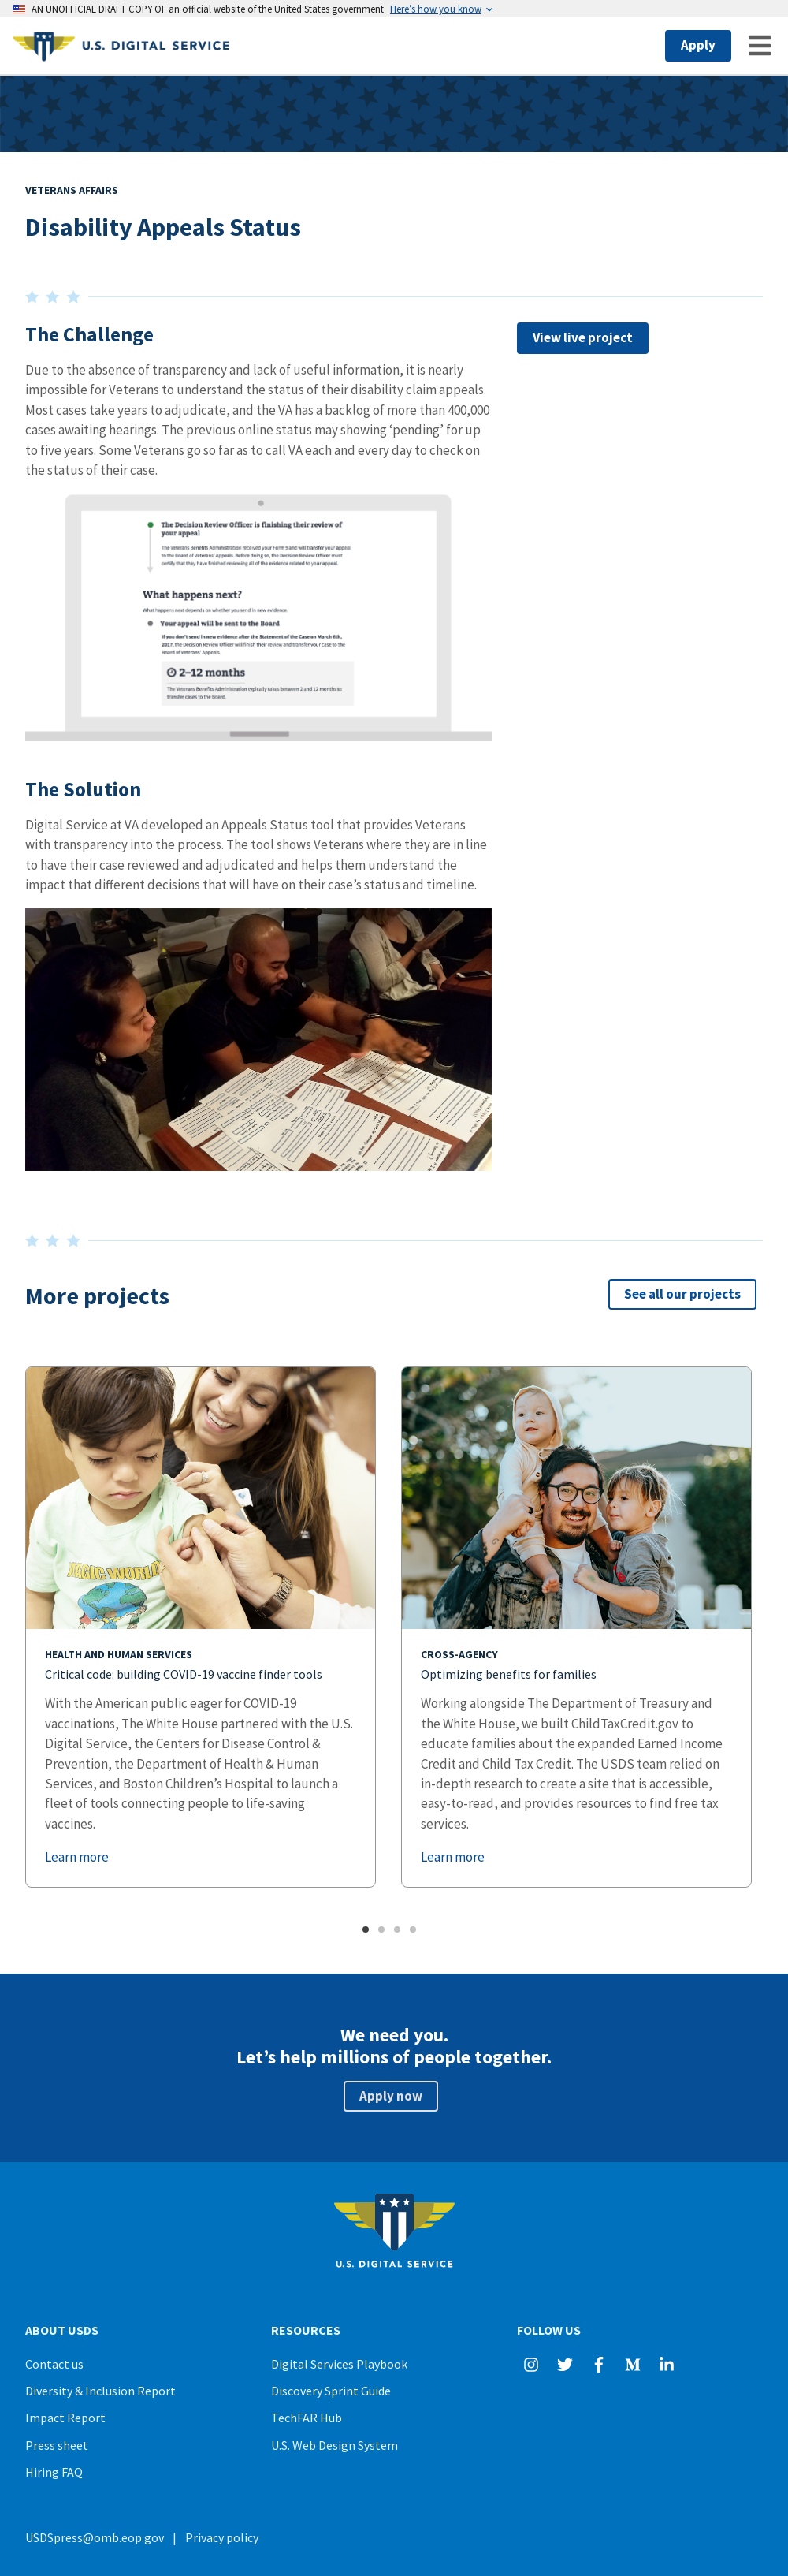 AN UNOFFICIAL DRAFT COPY OF an official website of the United States government Here's how you know
U.S. DIGITAL SERVICE
Apply
VETERANS AFFAIRS
Disability Appeals Status
The Challenge
View live project
Due to the absence of transparency and lack of useful information, it is nearly
impossible for Veterans to understand the status of their disability claim appeals.
Most cases take years to adjudicate, and the VA has a backlog of more than 400,000
cases awaiting hearings. The previous online status may showing ‘pending’ for up
to five years. Some Veterans go so far as to call VA each and every day to check on
the status of their case.
The Decision Review Officer is finishing their review of
your appeal
The Veterans Benefits Administration received your Form 9 and will transfer your appeal
to the Board of Veterans' Appeals. Before doing so, the Decision Review Officer must
certify that they have finished reviewing all of the evidence related to your appeal.
What happens next?
What happens next depends on whether you send in new evidence.
Your appeal will be sent to the Board
If you don't send in new evidence after the Statement of the Case on March 6th,
2017, the Decision Review Officer will finish their review and transfer your case to the
Board of Veterans' Appeals.
2–12 months
The Veterans Benefits Administration typically takes between 2 and 12 months to
transfer cases to the Board.
The Solution
Digital Service at VA developed an Appeals Status tool that provides Veterans
with transparency into the process. The tool shows Veterans where they are in line
to have their case reviewed and adjudicated and helps them understand the
impact that different decisions that will have on their case’s status and timeline.
More projects
See all our projects
MAGIC WORLD
HEALTH AND HUMAN SERVICES
Critical code: building COVID-19 vaccine finder tools
With the American public eager for COVID-19
vaccinations, The White House partnered with the U.S.
Digital Service, the Centers for Disease Control &
Prevention, the Department of Health & Human
Services, and Boston Children’s Hospital to launch a
fleet of tools connecting people to life-saving
vaccines.
Learn more
CROSS-AGENCY
Optimizing benefits for families
Working alongside The Department of Treasury and
the White House, we built ChildTaxCredit.gov to
educate families about the expanded Earned Income
Credit and Child Tax Credit. The USDS team relied on
in-depth research to create a site that is accessible,
easy-to-read, and provides resources to find free tax
services.
Learn more
We need you.
Let’s help millions of people together.
Apply now
U.S. DIGITAL SERVICE
ABOUT USDS
Contact us
Diversity & Inclusion Report
Impact Report
Press sheet
Hiring FAQ
RESOURCES
Digital Services Playbook
Discovery Sprint Guide
TechFAR Hub
U.S. Web Design System
FOLLOW US
USDSpress@omb.eop.gov | Privacy policy